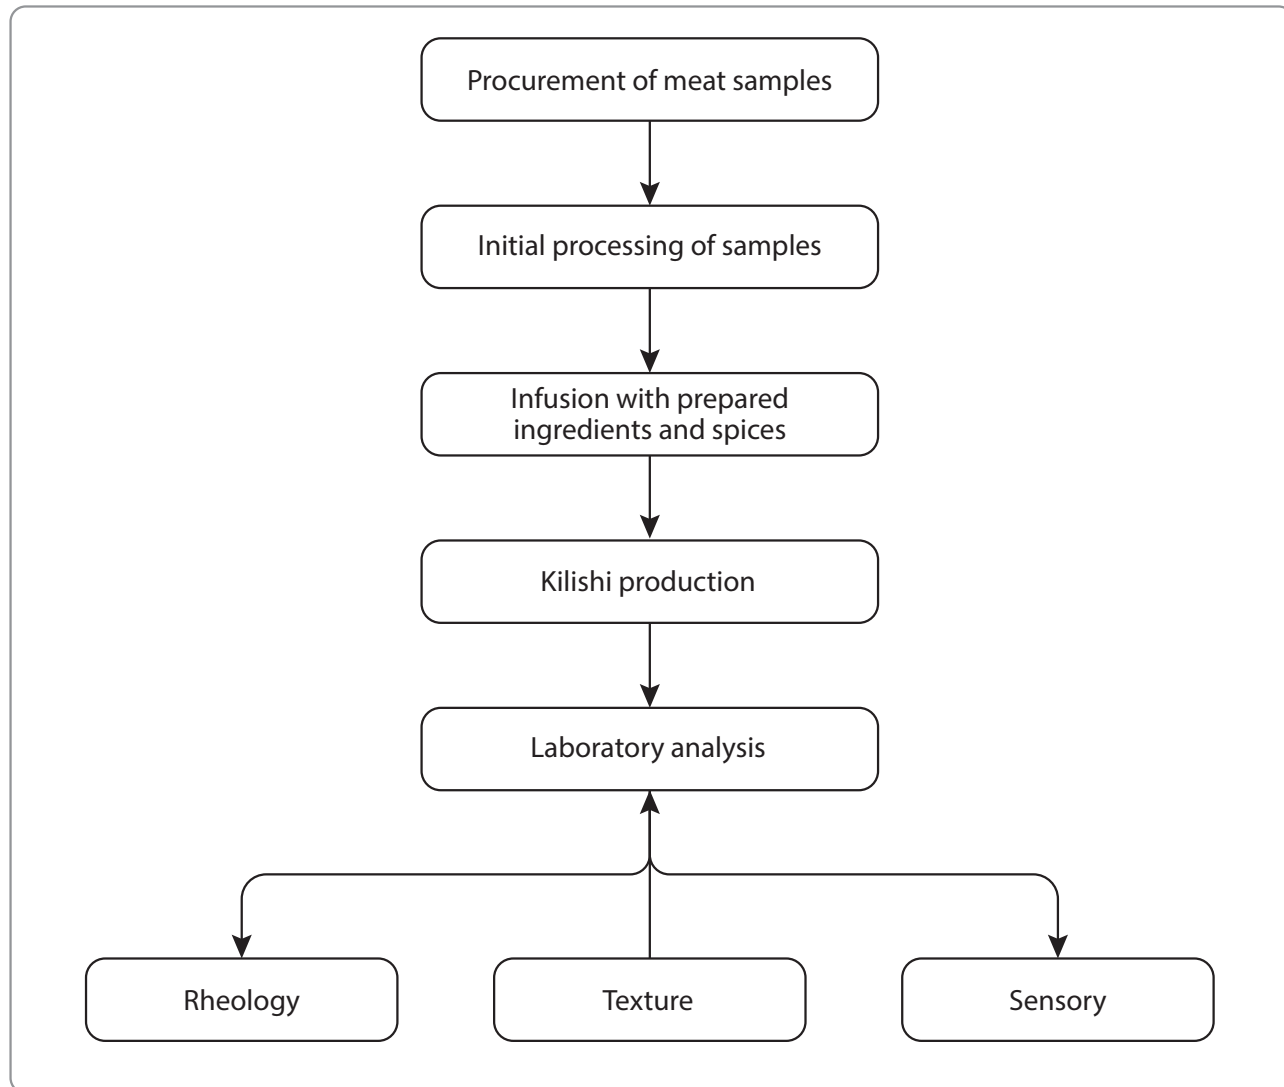 Procurement of meat samples
Initial processing of samples
Infusion with prepared
ingredients and spices
Kilishi production
Laboratory analysis
Rheology
Texture
Sensory